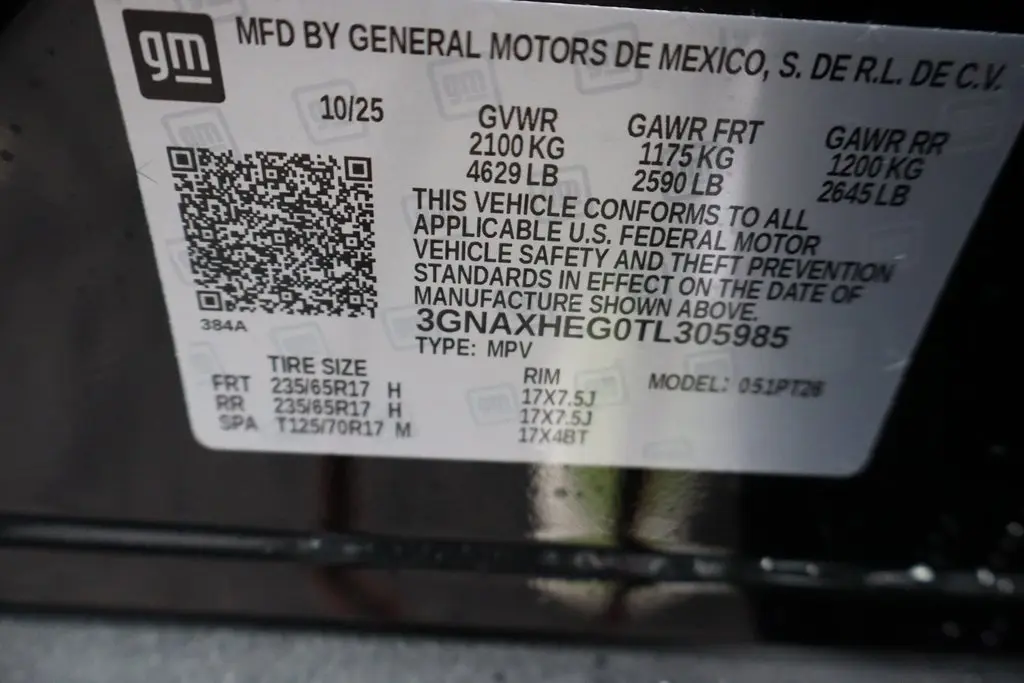 gm
MFD BY GENERAL MOTORS DE MEXICO, S. DE R.L. DE C.V.
10/25
GVWR
2100 KG
4629 LB
GAWR FRT
1175 KG
2590 LB
GAWR RR
1200 KG
2645 LB
THIS VEHICLE CONFORMS TO ALL
APPLICABLE U.S. FEDERAL MOTOR
VEHICLE SAFETY AND THEFT PREVENTION
STANDARDS IN EFFECT ON THE DATE OF
MANUFACTURE SHOWN ABOVE.
3GNAXHEG0TL305985
TYPE: MPV
384A
TIRE SIZE
FRT 235/65R17 H
RR 235/65R17 H
SPA T125/70R17 M
RIM
17X7.5J
17X7.5J
17X4BT
MODEL: 051PT26